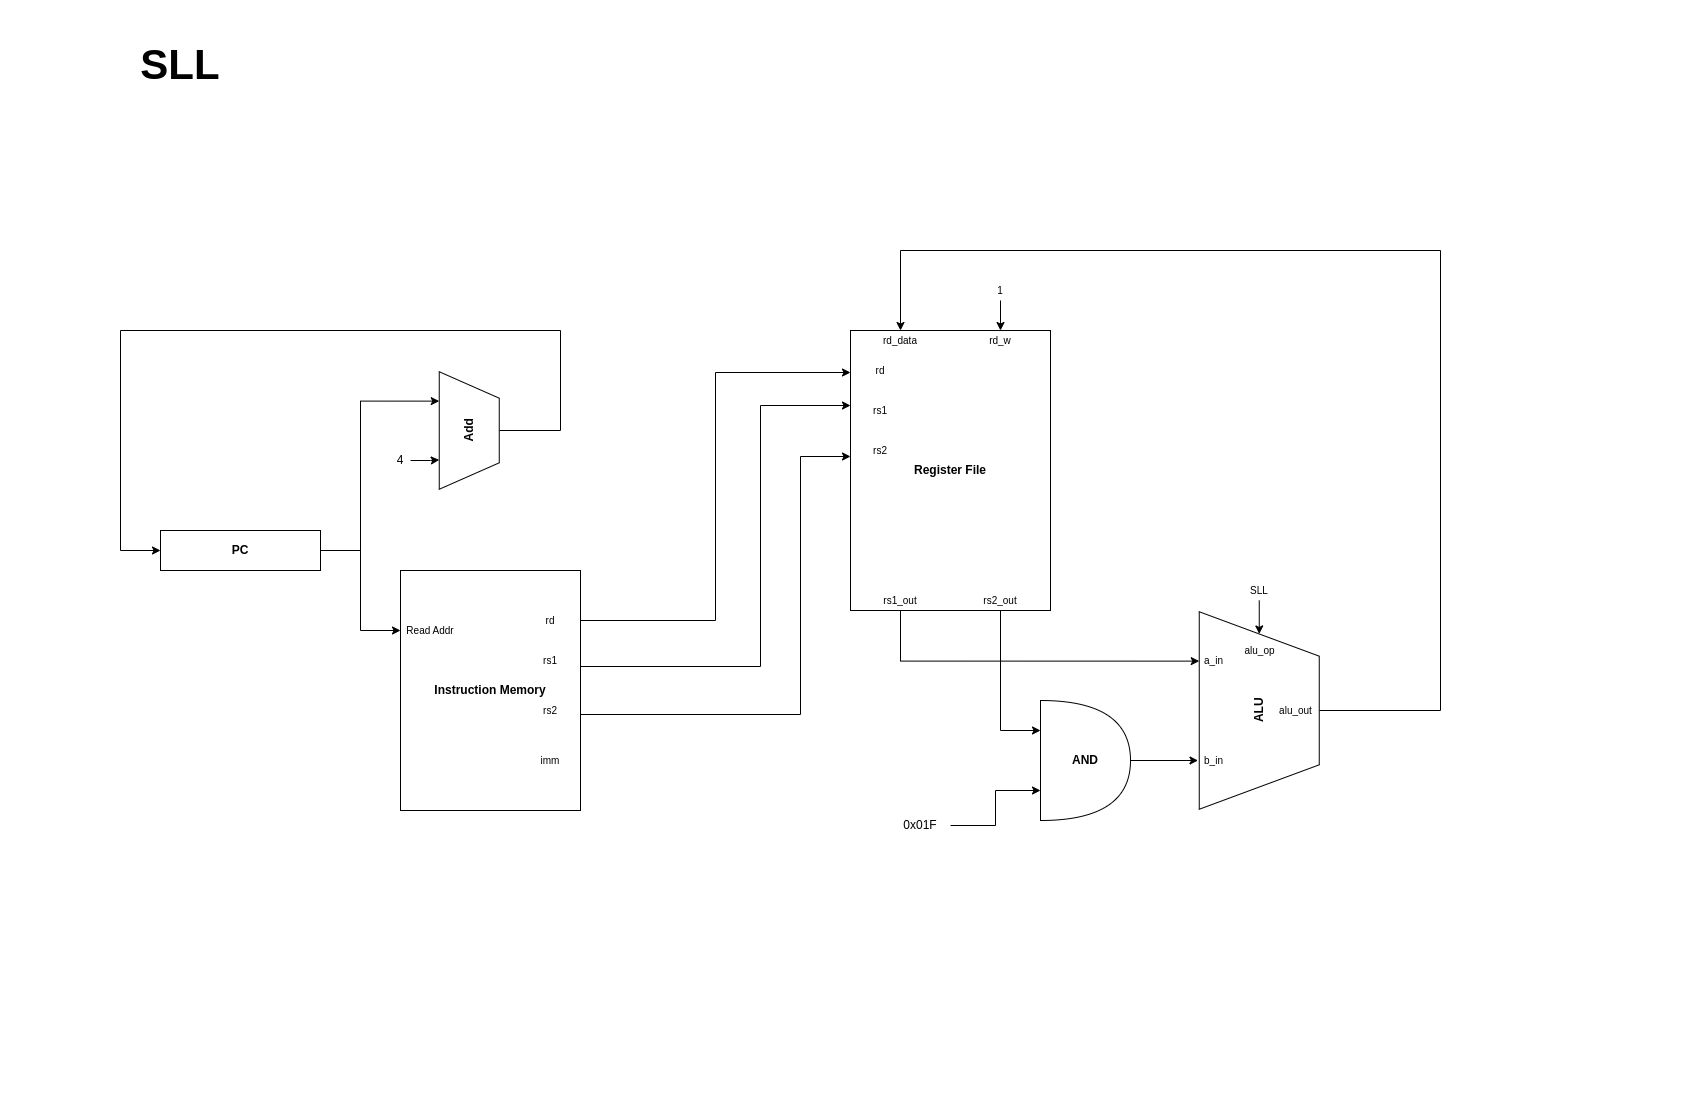 SLL
1
rd_data
rd_w
rd
rs1
rs2
Register File
rs1_out
rs2_out
Add
4
PC
Read Addr
rd
rs1
Instruction Memory
rs2
imm
SLL
alu_op
a_in
ALU
alu_out
b_in
AND
0x01F